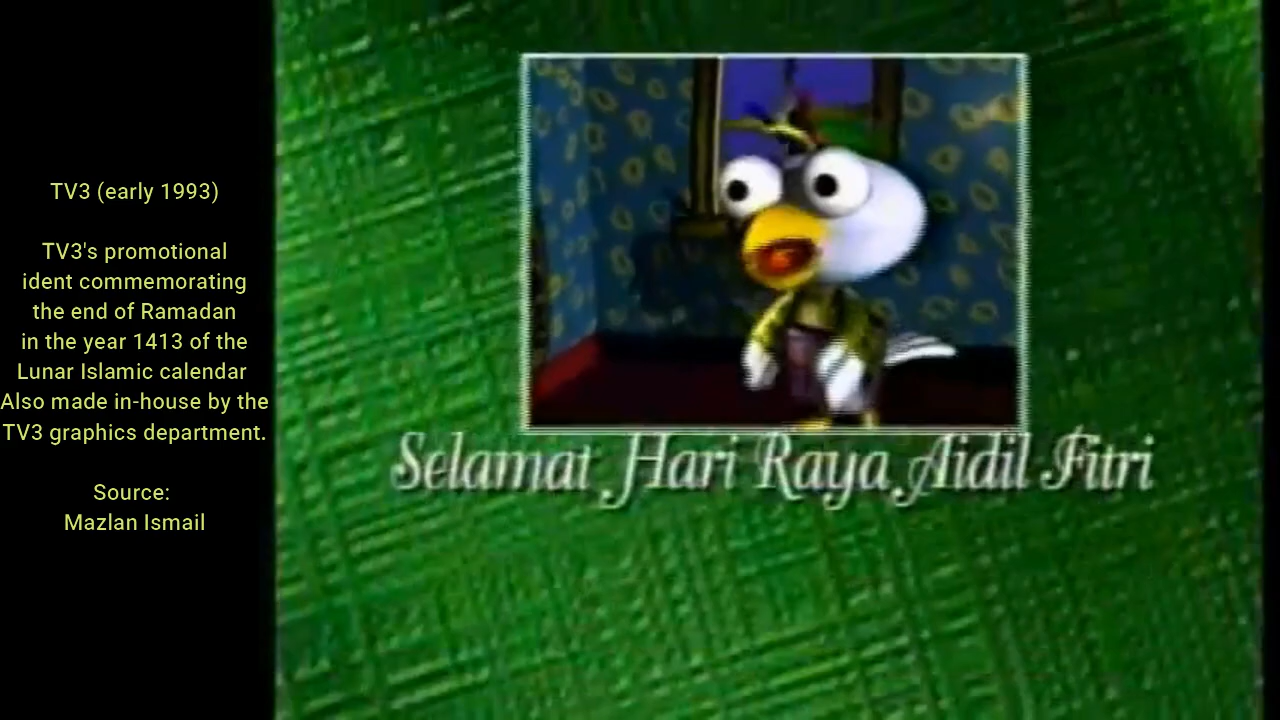 TV3 (early 1993)
TV3's promotional
ident commemorating
the end of Ramadan
in the year 1413 of the
Lunar Islamic calendar
Also made in-house by the
TV3 graphics department.
Source:
Mazlan Ismail
Selamat Hari Raya Aidil Fitri